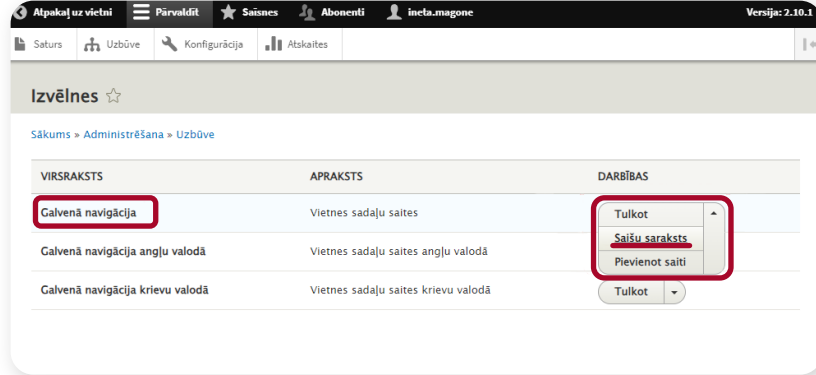 Atpakaļ uz vietni Pārvaldīt Saīsnes Abonenti ineta.magone Versija: 2.10.1
Saturs Uzbūve Konfigurācija Atskaites
Izvēlnes
Sākums » Administrēšana » Uzbūve
VIRSRAKSTS APRAKSTS DARBĪBAS
Galvenā navigācija Vietnes sadaļu saites Tulkot
Saišu saraksts
Galvenā navigācija angļu valodā Vietnes sadaļu saites angļu valodā
Pievienot saiti
Galvenā navigācija krievu valodā Vietnes sadaļu saites krievu valodā Tulkot